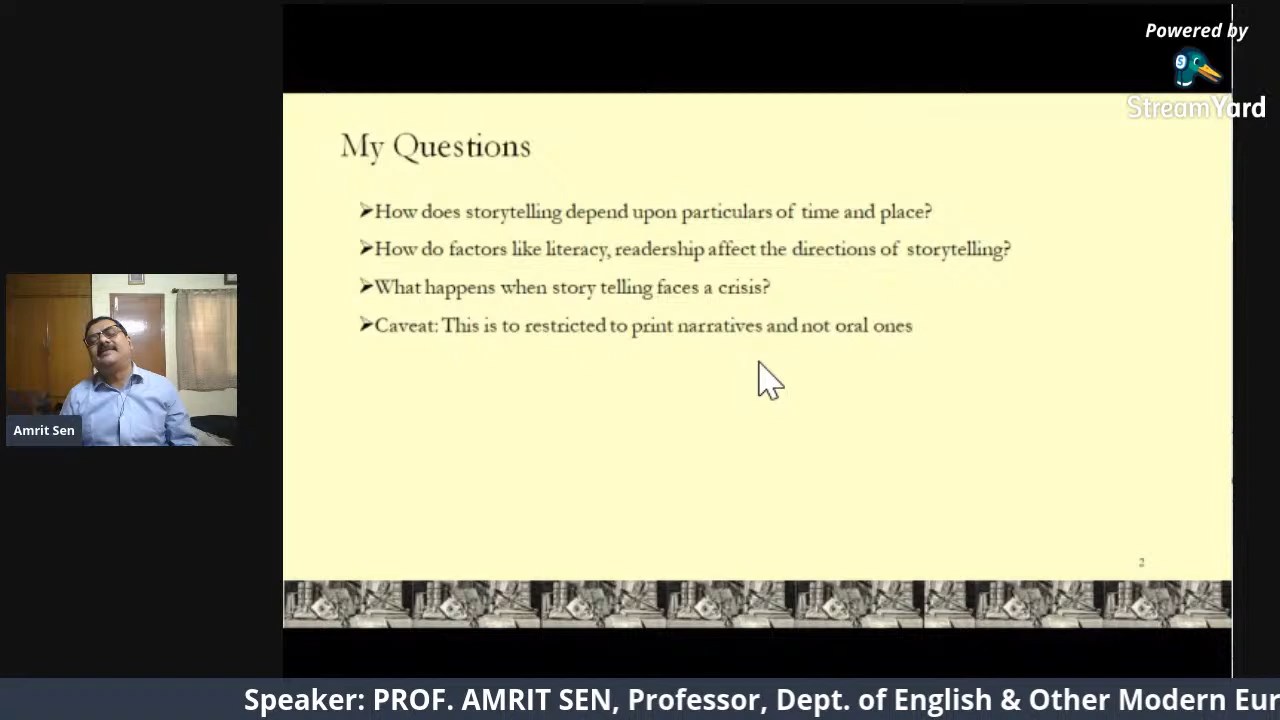 Powered by
StreamYard
My Questions
➤How does storytelling depend upon particulars of time and place?
➤How do factors like literacy, readership affect the directions of storytelling?
➤What happens when story telling faces a crisis?
➤Caveat: This is to restricted to print narratives and not oral ones
Amrit Sen
2
Speaker: PROF. AMRIT SEN, Professor, Dept. of English & Other Modern Eur